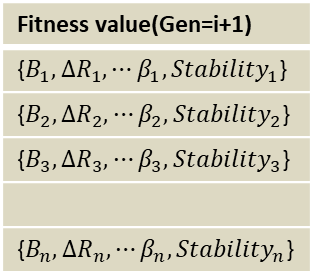 Fitness value(Gen=i+1)
{B₁, ΔR₁, ⋯ β₁, Stability₁}
{B₂, ΔR₂, ⋯ β₂, Stability₂}
{B₃, ΔR₃, ⋯ β₃, Stability₃}
{Bₙ, ΔRₙ, ⋯ βₙ, Stabilityₙ}